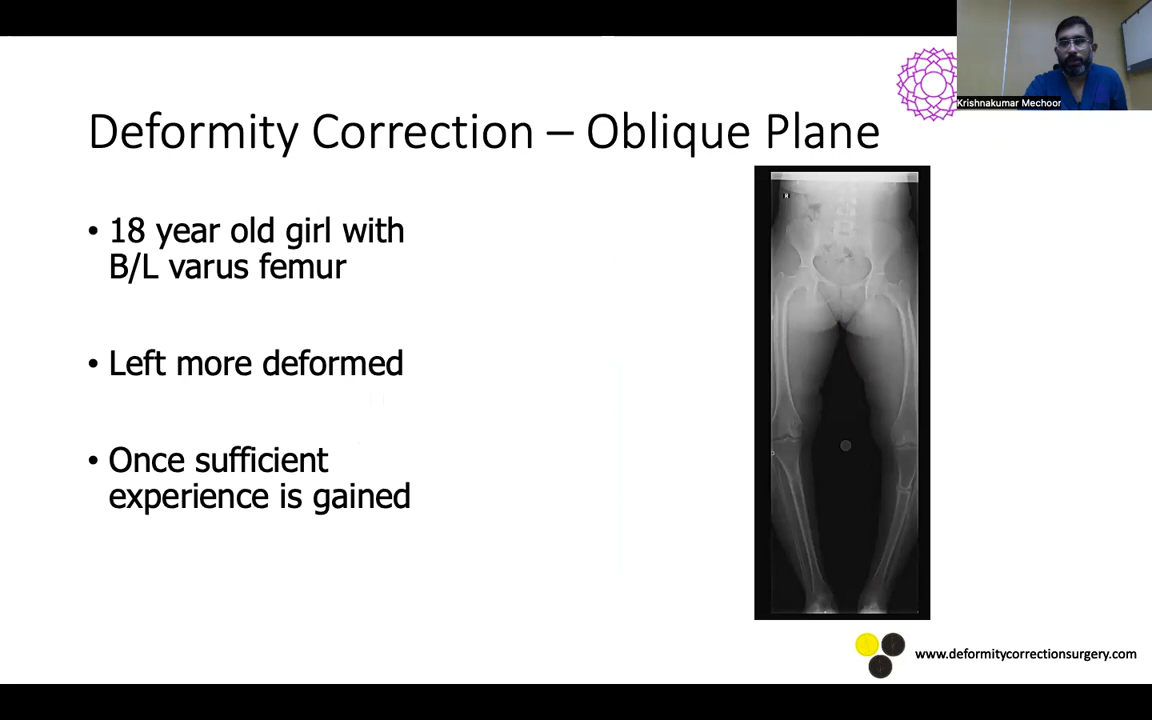 Krishnakumar Mechoor
Deformity Correction – Oblique Plane
• 18 year old girl with
B/L varus femur
• Left more deformed
• Once sufficient
experience is gained
R
www.deformitycorrectionsurgery.com